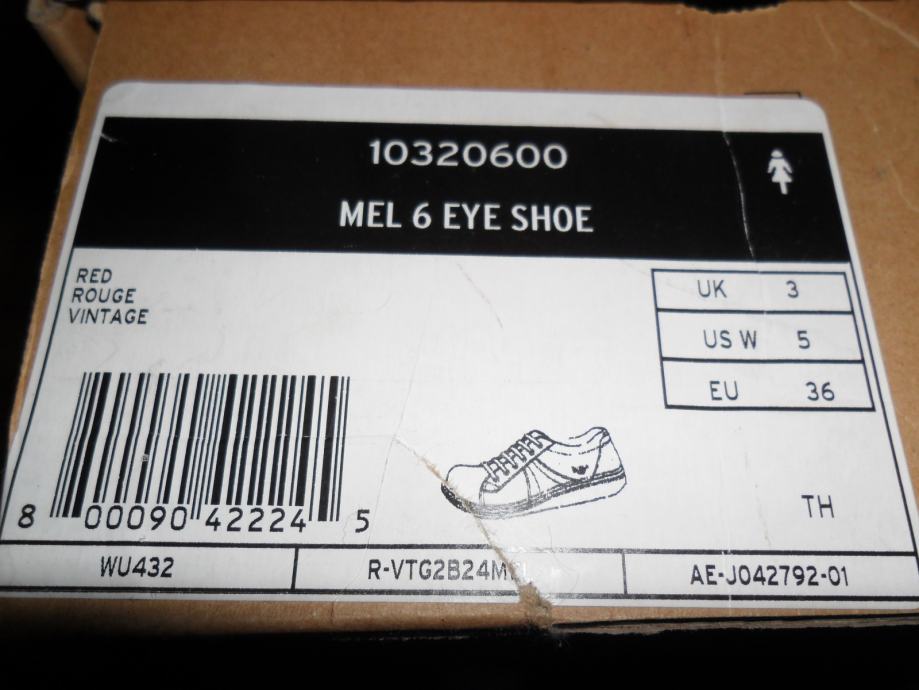 10320600
MEL 6 EYE SHOE
RED
ROUGE
VINTAGE
UK 3
US W 5
EU 36
TH
8 00090 42224 5
WU432
AE-J042792-01